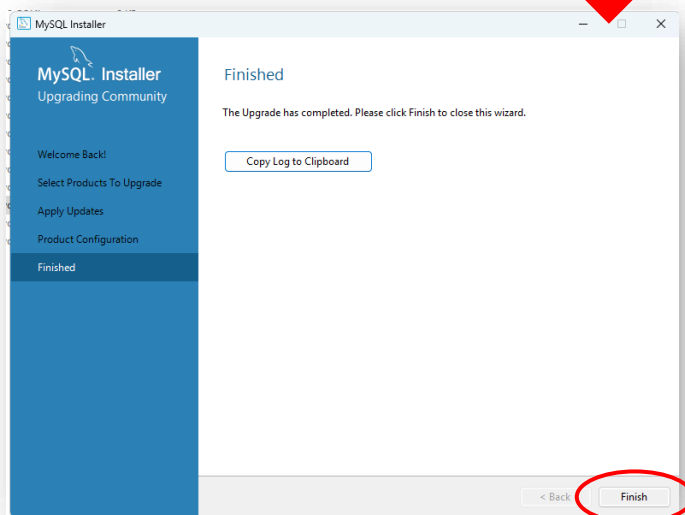 MySQL Installer
MySQL. Installer
Upgrading Community
Welcome Back!
Select Products To Upgrade
Apply Updates
Product Configuration
Finished
Finished
The Upgrade has completed. Please click Finish to close this wizard.
Copy Log to Clipboard
< Back
Finish